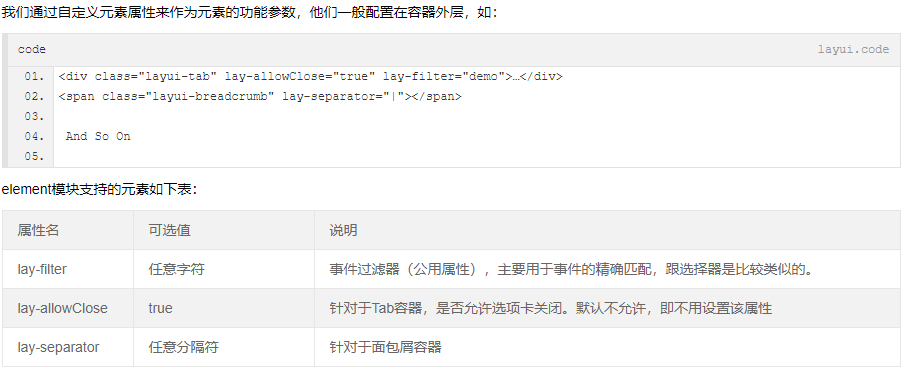 我们通过自定义元素属性来作为元素的功能参数，他们一般配置在容器外层，如：
code layui.code
01. <div class="layui-tab" lay-allowClose="true" lay-filter="demo">…</div>
02. <span class="layui-breadcrumb" lay-separator="|"></span>
03.
04. And So On
05.
element模块支持的元素如下表：
属性名 可选值 说明
lay-filter 任意字符 事件过滤器（公用属性），主要用于事件的精确匹配，跟选择器是比较类似的。
lay-allowClose true 针对于Tab容器，是否允许选项卡关闭。默认不允许，即不用设置该属性
lay-separator 任意分隔符 针对于面包屑容器